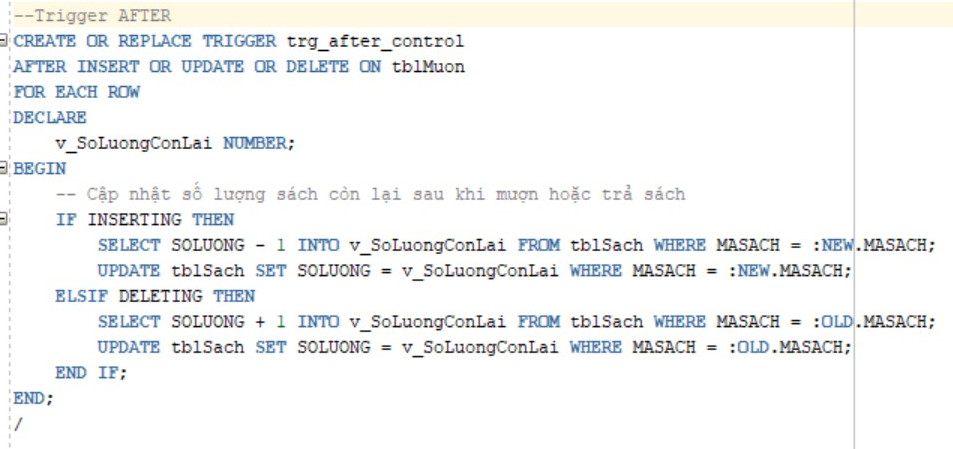 --Trigger AFTER
CREATE OR REPLACE TRIGGER trg_after_control
AFTER INSERT OR UPDATE OR DELETE ON tblMuon
FOR EACH ROW
DECLARE
    v_SoLuongConLai NUMBER;
BEGIN
    -- Cập nhật số lượng sách còn lại sau khi mượn hoặc trả sách
    IF INSERTING THEN
        SELECT SOLUONG - 1 INTO v_SoLuongConLai FROM tblSach WHERE MASACH = :NEW.MASACH;
        UPDATE tblSach SET SOLUONG = v_SoLuongConLai WHERE MASACH = :NEW.MASACH;
    ELSIF DELETING THEN
        SELECT SOLUONG + 1 INTO v_SoLuongConLai FROM tblSach WHERE MASACH = :OLD.MASACH;
        UPDATE tblSach SET SOLUONG = v_SoLuongConLai WHERE MASACH = :OLD.MASACH;
    END IF;
END;
/